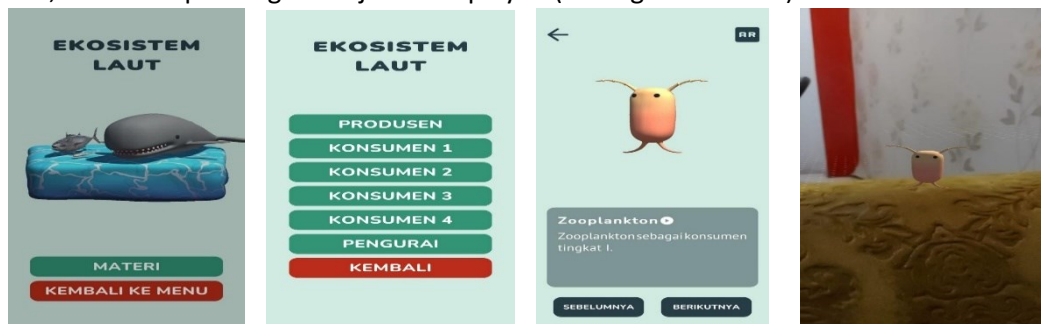 EKOSISTEM
LAUT
MATERI
KEMBALI KE MENU
EKOSISTEM
LAUT
PRODUSEN
KONSUMEN 1
KONSUMEN 2
KONSUMEN 3
KONSUMEN 4
PENGURAI
KEMBALI
AR
Zooplankton
Zooplankton sebagai konsumen
tingkat I.
SEBELUMNYA
BERIKUTNYA